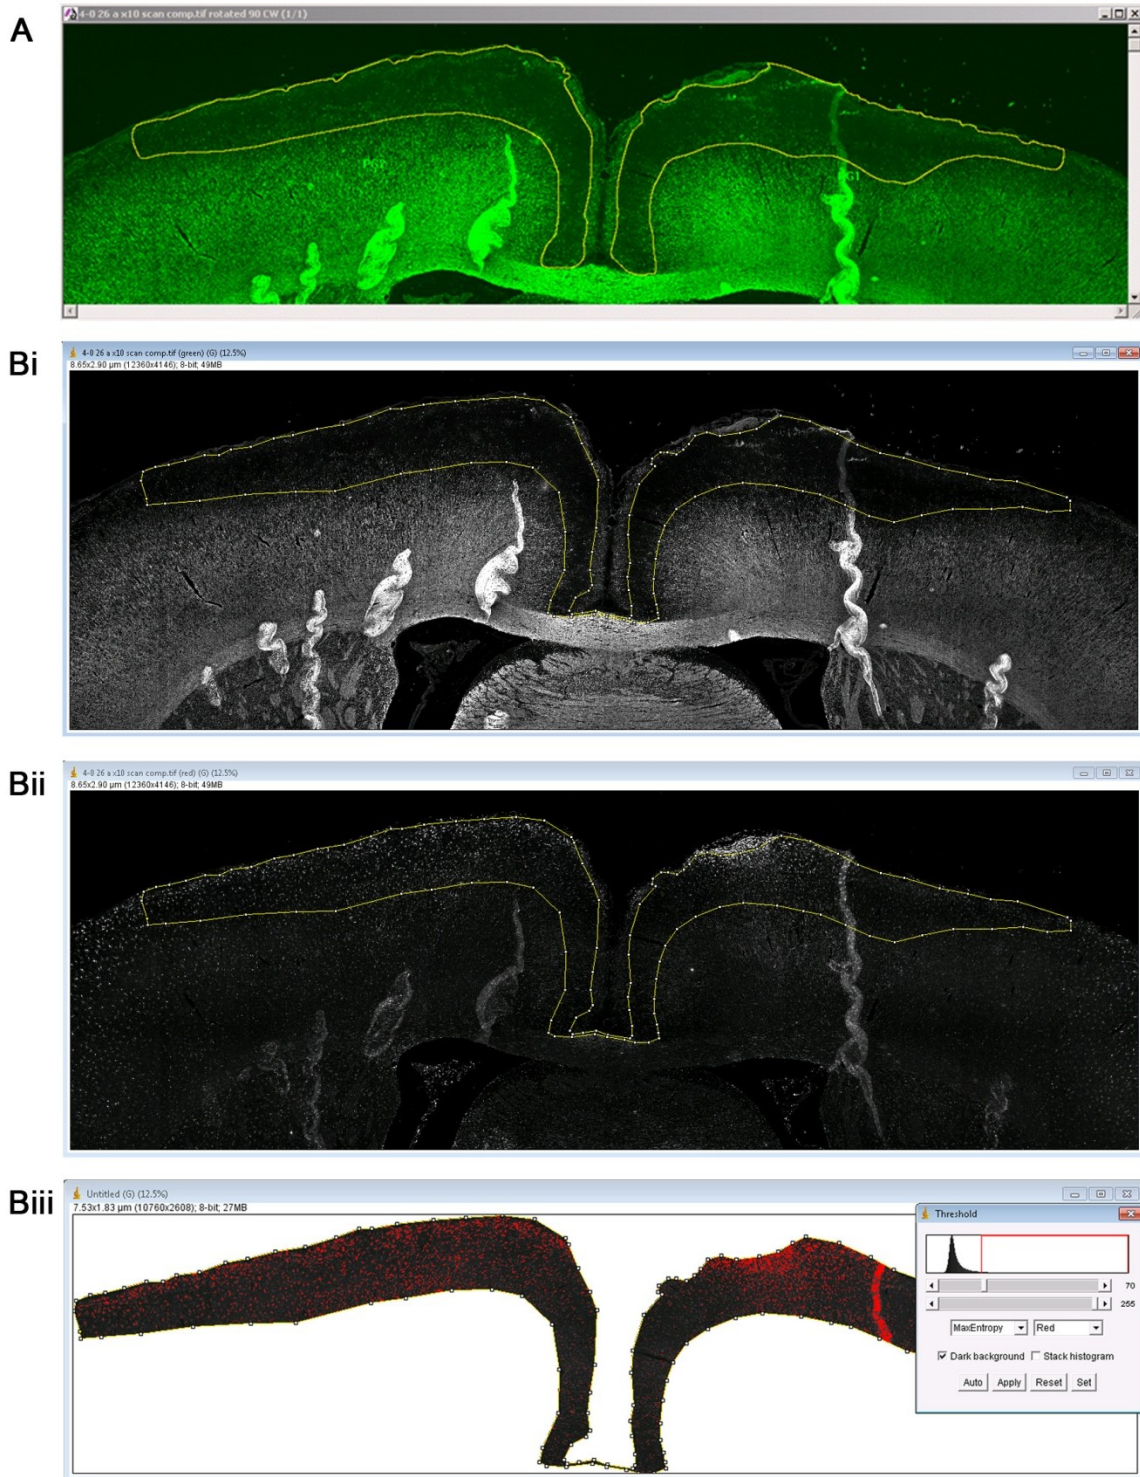 A
4-0 26 a x10 scan comp.tif rotated 90 CW (1/1)
Bi
4-0 26 a x10 scan comp.tif (green) (G) (12.5%)
8.65x2.90 µm (12360x4146); 8-bit; 49MB
Bii
4-0 26 a x10 scan comp.tif (red) (G) (12.5%)
8.65x2.90 µm (12360x4146); 8-bit; 49MB
Biii
Untitled (G) (12.5%)
7.53x1.83 µm (10760x2608); 8-bit; 27MB
Threshold
70
255
MaxEntropy Red
Dark background Stack histogram
Auto Apply Reset Set